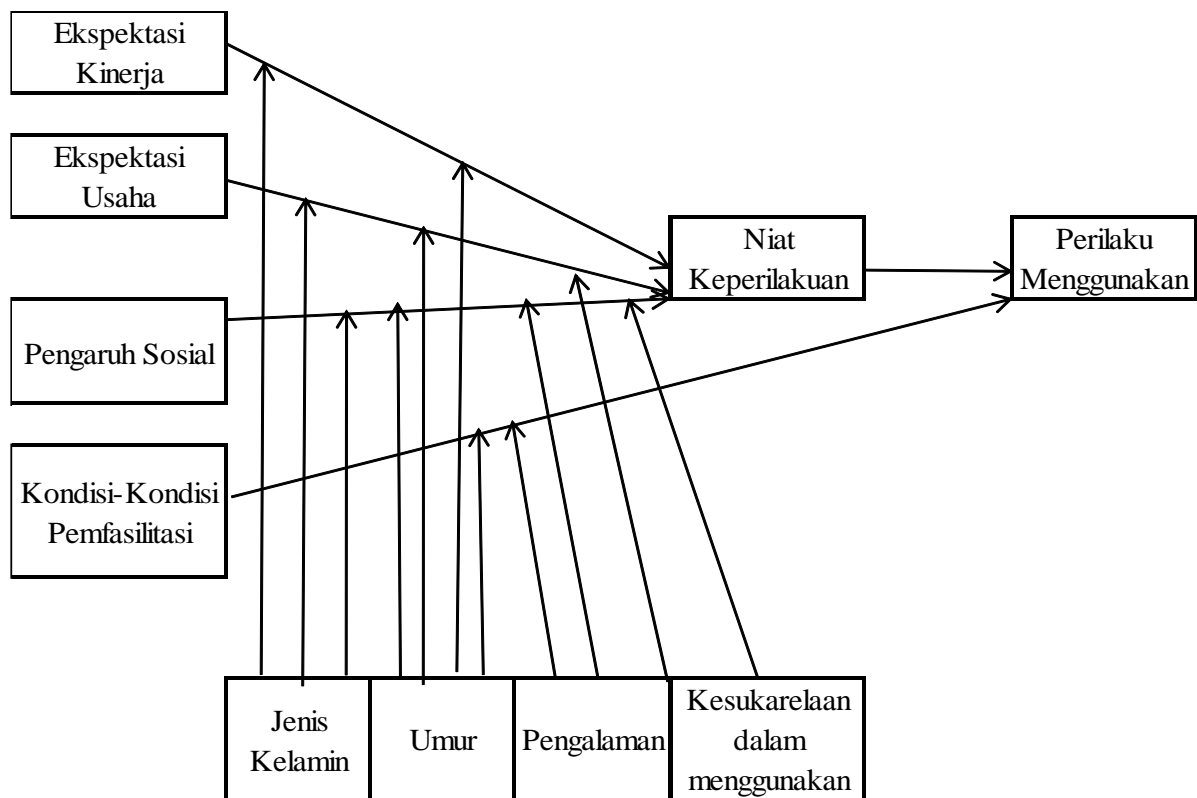 Ekspektasi
Kinerja
Ekspektasi
Usaha
Niat
Keperilakuan
Perilaku
Menggunakan
Pengaruh Sosial
Kondisi-Kondisi
Pemfasilitasi
Jenis
Kelamin
Umur
Pengalaman
Kesukarelaan
dalam
menggunakan